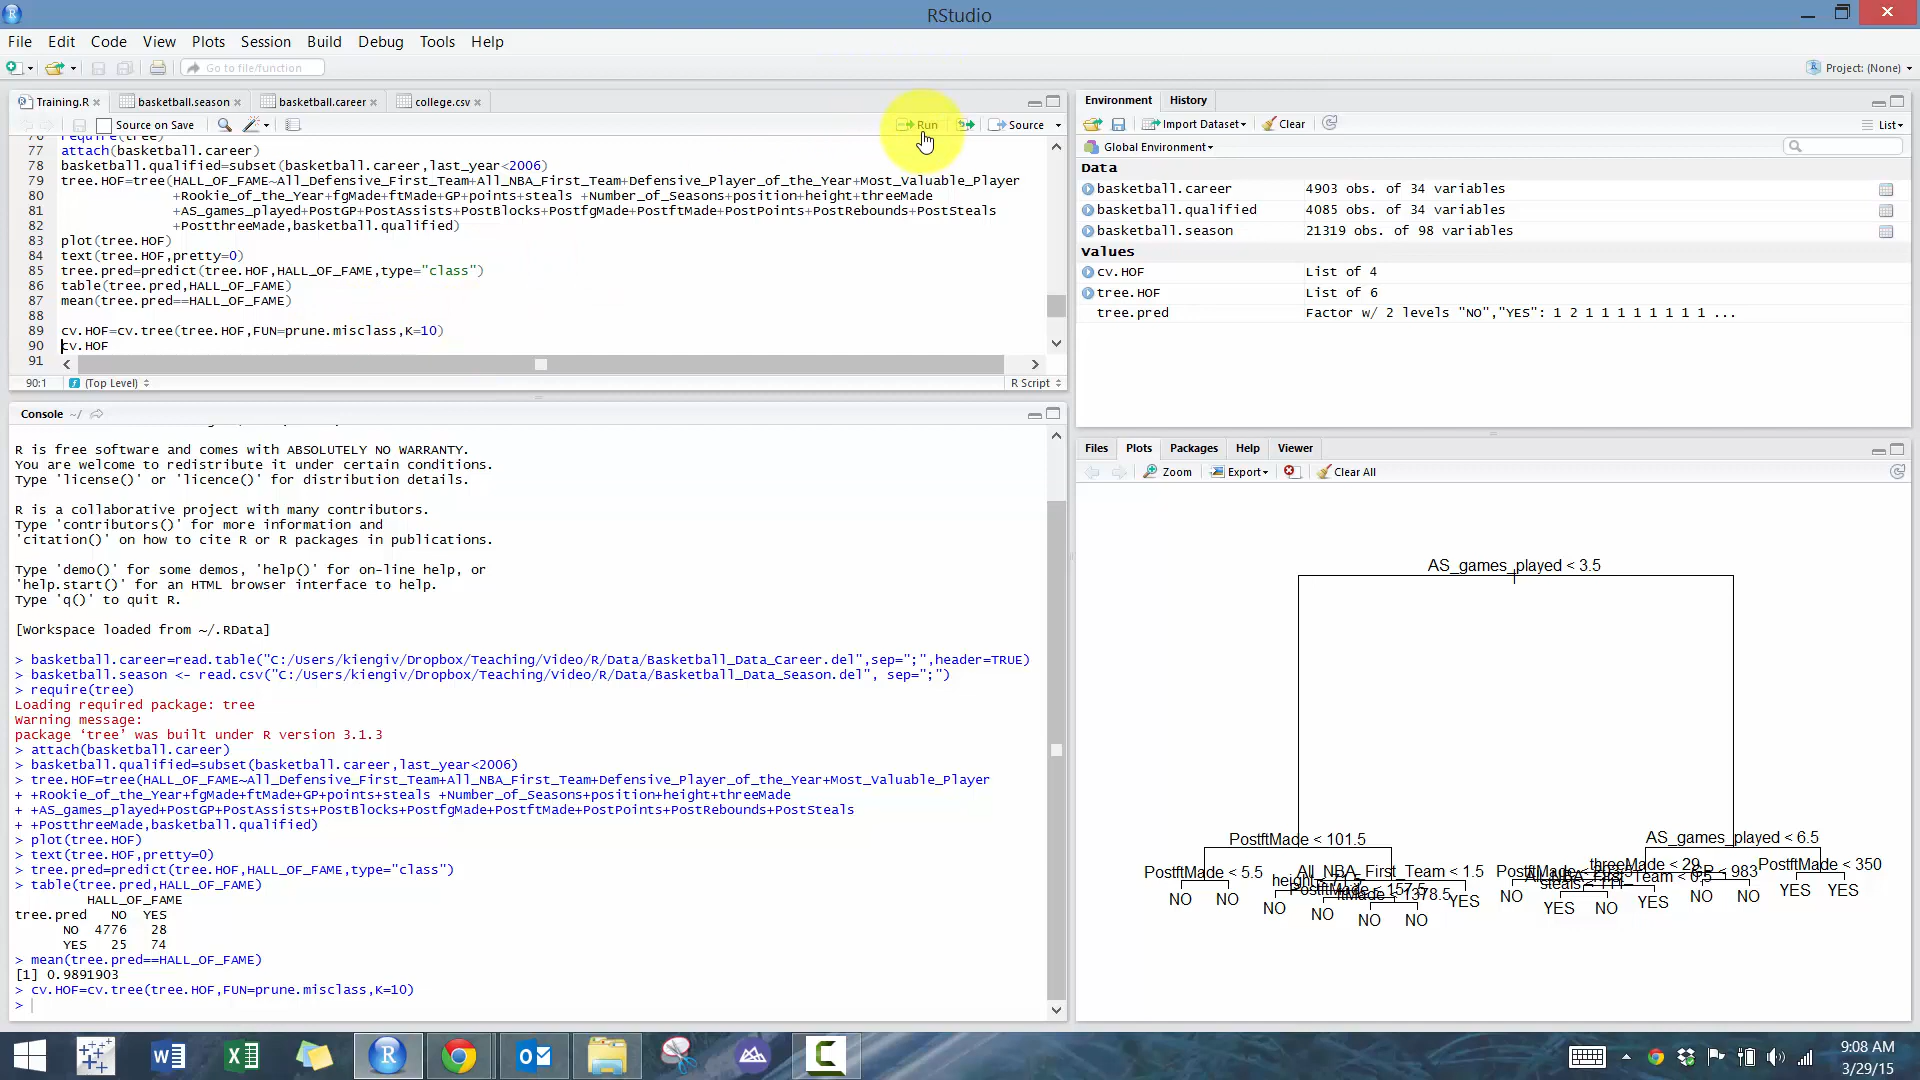 RStudio
File Edit Code View Plots Session Build Debug Tools Help
Go to file/function
Project: (None)
Training.R basketball.season basketball.career college.csv
Source on Save Run Source
76 require(tree)
77 attach(basketball.career)
78 basketball.qualified=subset(basketball.career,last_year<2006)
79 tree.HOF=tree(HALL_OF_FAME~All_Defensive_First_Team+All_NBA_First_Team+Defensive_Player_of_the_Year+Most_Valuable_Player
80 +Rookie_of_the_Year+fgMade+ftMade+GP+points+steals +Number_of_Seasons+position+height+threeMade
81 +AS_games_played+PostGP+PostAssists+PostBlocks+PostfgMade+PostftMade+PostPoints+PostRebounds+PostSteals
82 +PostthreeMade,basketball.qualified)
83 plot(tree.HOF)
84 text(tree.HOF,pretty=0)
85 tree.pred=predict(tree.HOF,HALL_OF_FAME,type="class")
86 table(tree.pred,HALL_OF_FAME)
87 mean(tree.pred==HALL_OF_FAME)
88
89 cv.HOF=cv.tree(tree.HOF,FUN=prune.misclass,K=10)
90 cv.HOF
91
90:1 (Top Level) R Script
Console ~/
R is free software and comes with ABSOLUTELY NO WARRANTY.
You are welcome to redistribute it under certain conditions.
Type 'license()' or 'licence()' for distribution details.
R is a collaborative project with many contributors.
Type 'contributors()' for more information and
'citation()' on how to cite R or R packages in publications.
Type 'demo()' for some demos, 'help()' for on-line help, or
'help.start()' for an HTML browser interface to help.
Type 'q()' to quit R.
[Workspace loaded from ~/.RData]
> basketball.career=read.table("C:/Users/kiengiv/Dropbox/Teaching/Video/R/Data/Basketball_Data_Career.del",sep=";",header=TRUE)
> basketball.season <- read.csv("C:/Users/kiengiv/Dropbox/Teaching/Video/R/Data/Basketball_Data_Season.del", sep=";")
> require(tree)
Loading required package: tree
Warning message:
package ‘tree’ was built under R version 3.1.3
> attach(basketball.career)
> basketball.qualified=subset(basketball.career,last_year<2006)
> tree.HOF=tree(HALL_OF_FAME~All_Defensive_First_Team+All_NBA_First_Team+Defensive_Player_of_the_Year+Most_Valuable_Player
+ +Rookie_of_the_Year+fgMade+ftMade+GP+points+steals +Number_of_Seasons+position+height+threeMade
+ +AS_games_played+PostGP+PostAssists+PostBlocks+PostfgMade+PostftMade+PostPoints+PostRebounds+PostSteals
+ +PostthreeMade,basketball.qualified)
> plot(tree.HOF)
> text(tree.HOF,pretty=0)
> tree.pred=predict(tree.HOF,HALL_OF_FAME,type="class")
> table(tree.pred,HALL_OF_FAME)
HALL_OF_FAME
tree.pred NO YES
NO 4776 28
YES 25 74
> mean(tree.pred==HALL_OF_FAME)
[1] 0.9891903
> cv.HOF=cv.tree(tree.HOF,FUN=prune.misclass,K=10)
>
Environment History
Import Dataset Clear List
Global Environment
Data
basketball.career 4903 obs. of 34 variables
basketball.qualified 4085 obs. of 34 variables
basketball.season 21319 obs. of 98 variables
Values
cv.HOF List of 4
tree.HOF List of 6
tree.pred Factor w/ 2 levels "NO","YES": 1 2 1 1 1 1 1 1 1 1 ...
Files Plots Packages Help Viewer
Zoom Export Clear All
AS_games_played < 3.5
PostftMade < 101.5 AS_games_played < 6.5
PostftMade < 5.5 All_NBA_First_Team < 1.5 threeMade < 29 PostftMade < 350
NO NO NO NO NO NO YES NO YES NO YES NO NO YES YES
9:08 AM
3/29/15